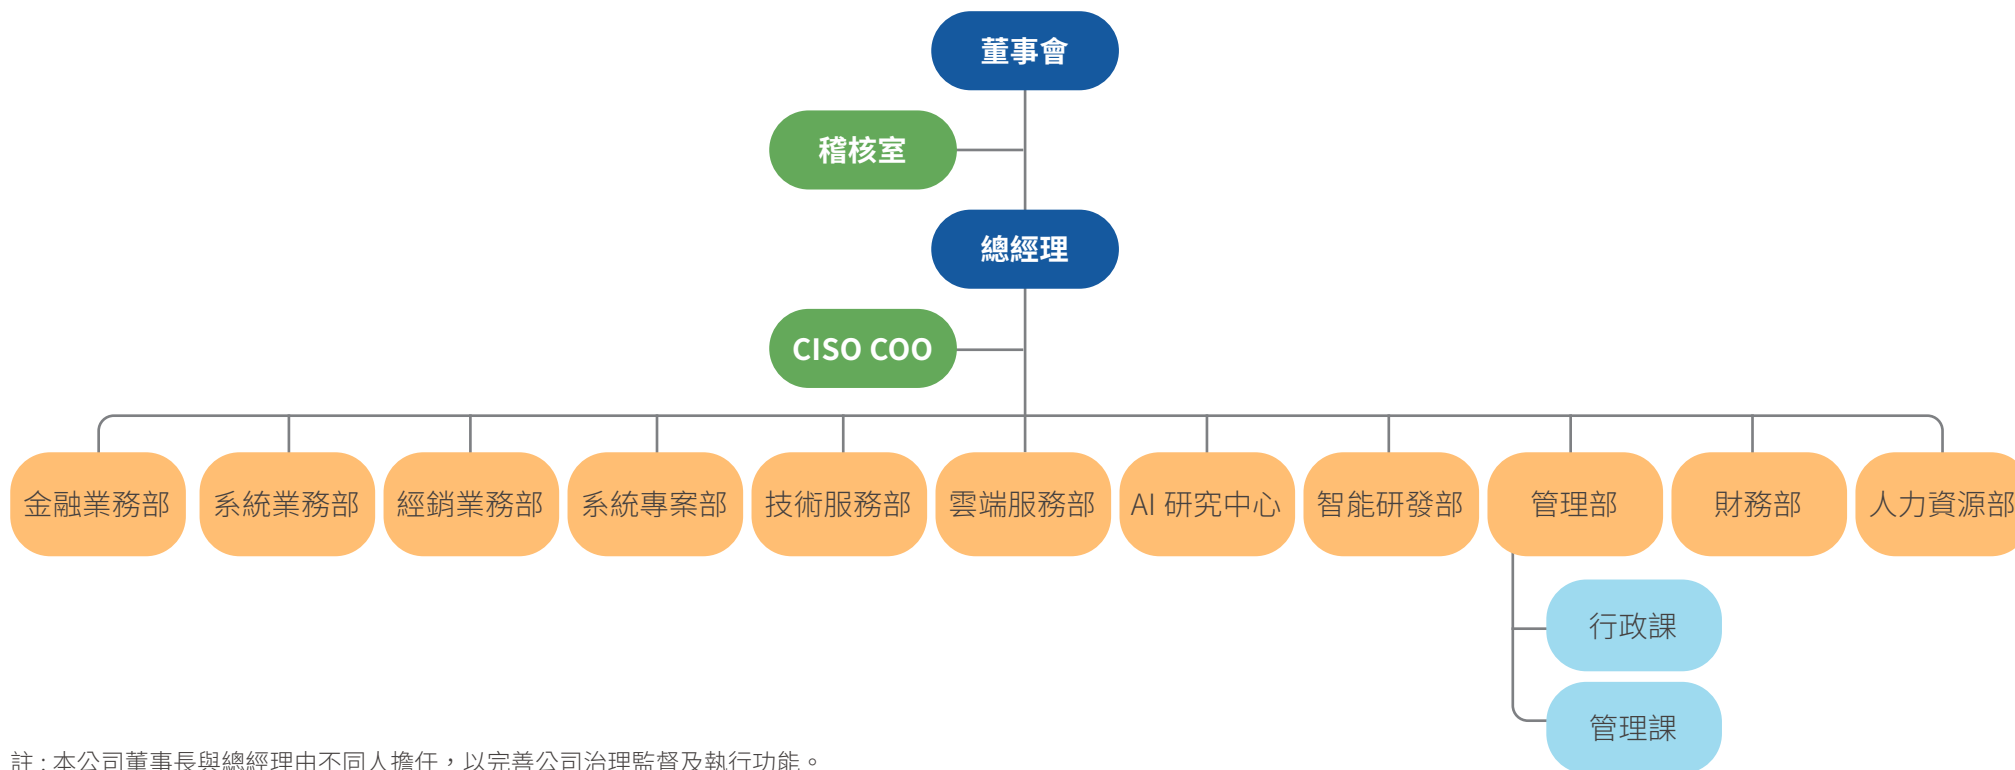 董事會
稽核室
總經理
CISO COO
金融業務部
系統業務部
經銷業務部
系統專案部
技術服務部
雲端服務部
AI 研究中心
智能研發部
管理部
財務部
人力資源部
行政課
管理課
註 : 本公司董事長與總經理由不同人擔任，以完善公司治理監督及執行功能。